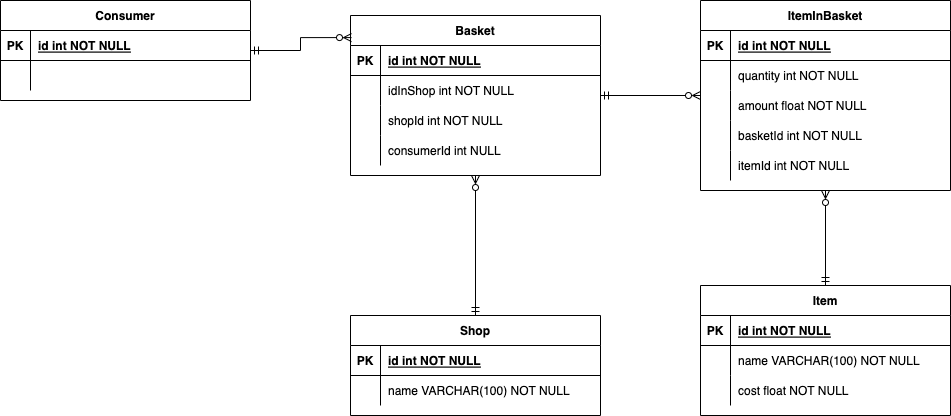 Consumer
PK id int NOT NULL
Basket
PK id int NOT NULL
idInShop int NOT NULL
shopId int NOT NULL
consumerId int NULL
ItemInBasket
PK id int NOT NULL
quantity int NOT NULL
amount float NOT NULL
basketId int NOT NULL
itemId int NOT NULL
Shop
PK id int NOT NULL
name VARCHAR(100) NOT NULL
Item
PK id int NOT NULL
name VARCHAR(100) NOT NULL
cost float NOT NULL